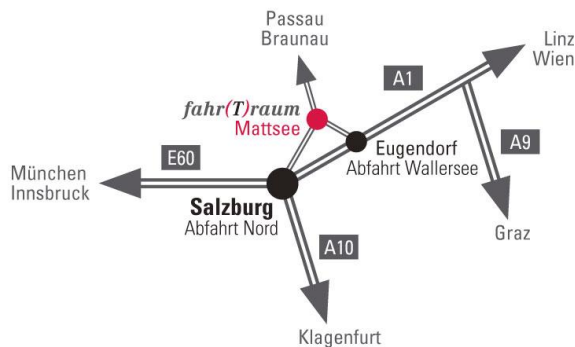 Passau
Braunau
Linz
Wien
A1
fahr(T)raum
Mattsee
Eugendorf
Abfahrt Wallersee
A9
München
Innsbruck
E60
Salzburg
Abfahrt Nord
A10
Graz
Klagenfurt